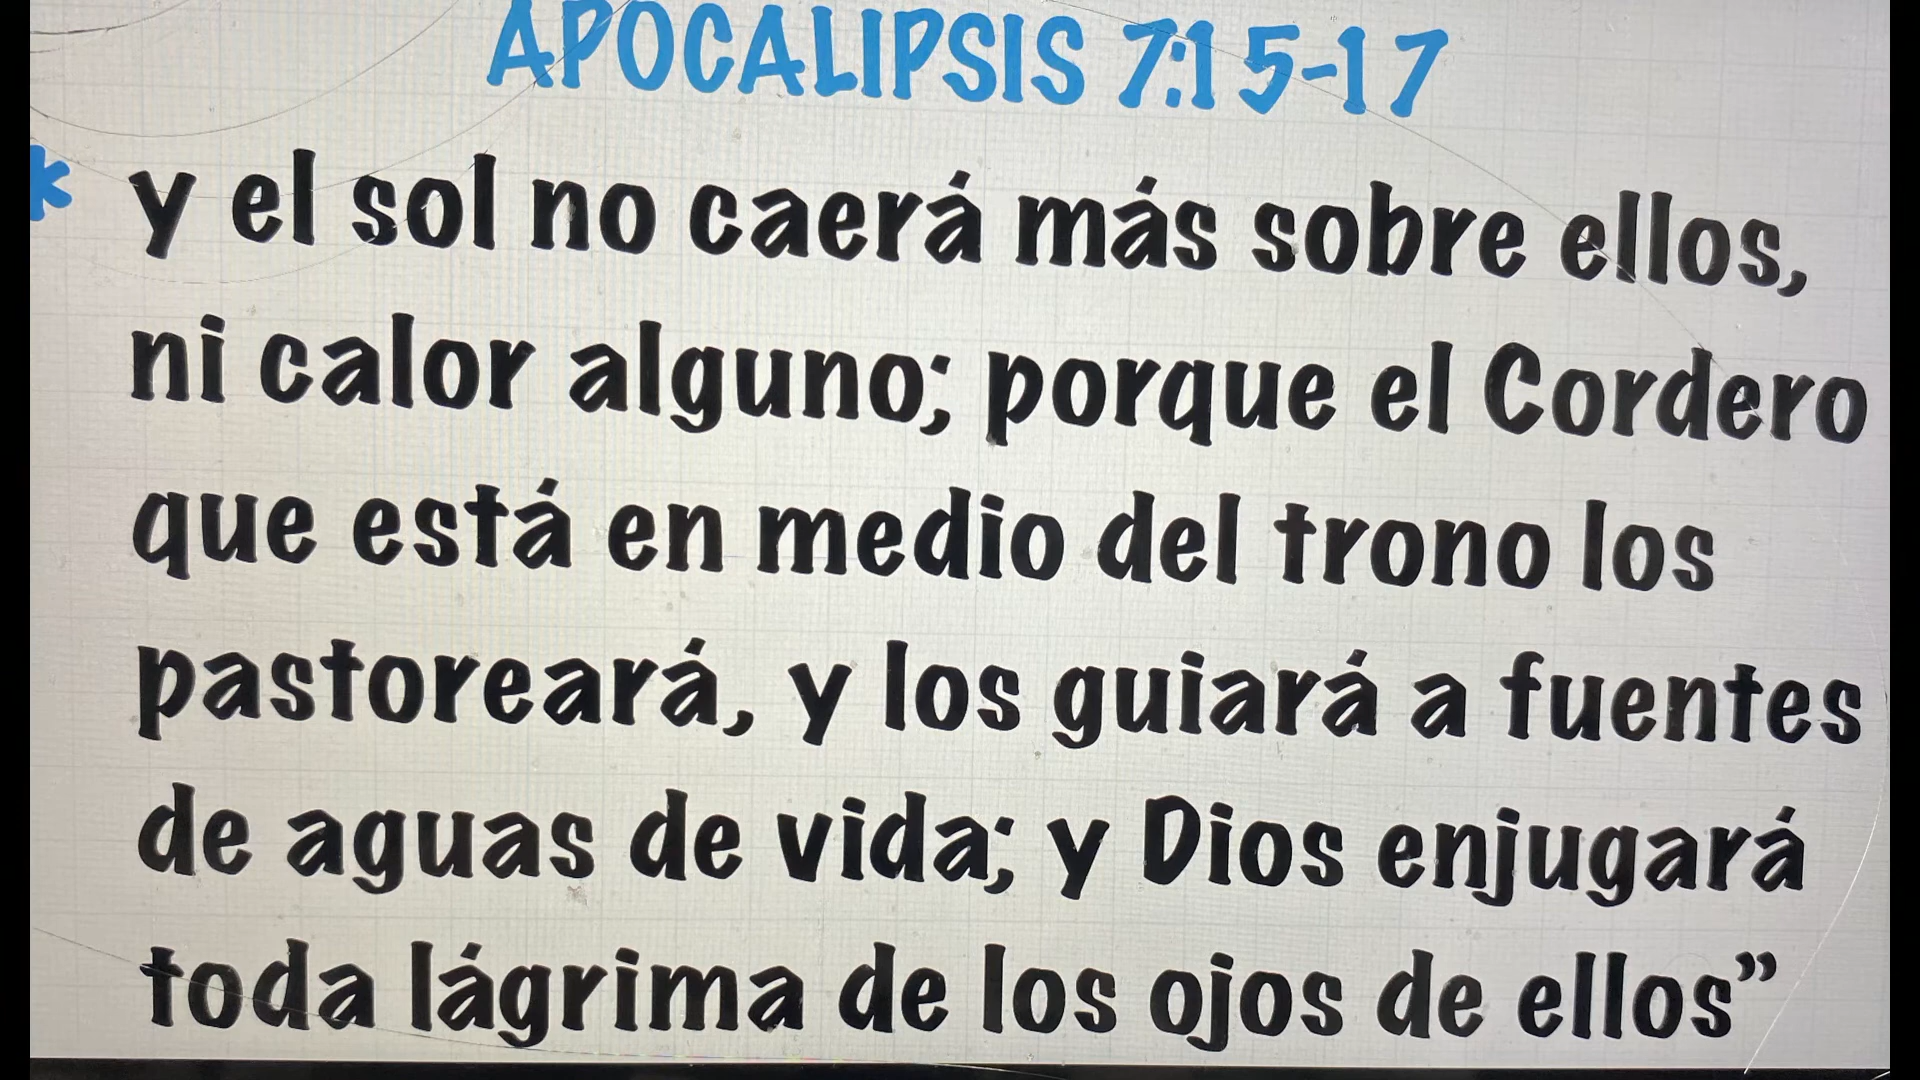 APOCALIPSIS 7:15-17
* y el sol no caerá más sobre ellos,
ni calor alguno; porque el Cordero
que está en medio del trono los
pastoreará, y los guiará a fuentes
de aguas de vida; y Dios enjugará
toda lágrima de los ojos de ellos”